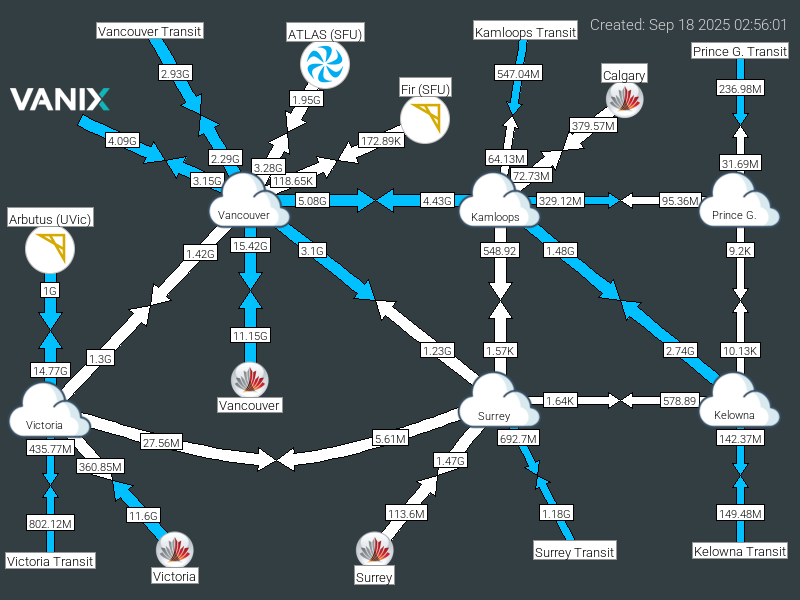 Created: Sep 18 2025 02:56:01
Vancouver Transit
ATLAS (SFU)
Kamloops Transit
Prince G. Transit
2.93G
547.04M
Calgary
236.98M
VANIX
1.95G
Fir (SFU)
379.57M
4.09G
172.89K
2.29G
3.28G
64.13M
31.69M
3.15G
118.65K
72.73M
5.08G
4.43G
329.12M
95.36M
Arbutus (UVic)
Vancouver
Kamloops
Prince G.
1.42G
15.42G
3.1G
548.92
1.48G
9.2K
1G
11.15G
1.3G
1.23G
1.57K
2.74G
10.13K
14.77G
Vancouver
1.64K
578.89
Victoria
Surrey
Kelowna
435.77M
27.56M
5.61M
692.7M
142.37M
360.85M
1.47G
802.12M
11.6G
113.6M
1.18G
149.48M
Victoria Transit
Victoria
Surrey
Surrey Transit
Kelowna Transit